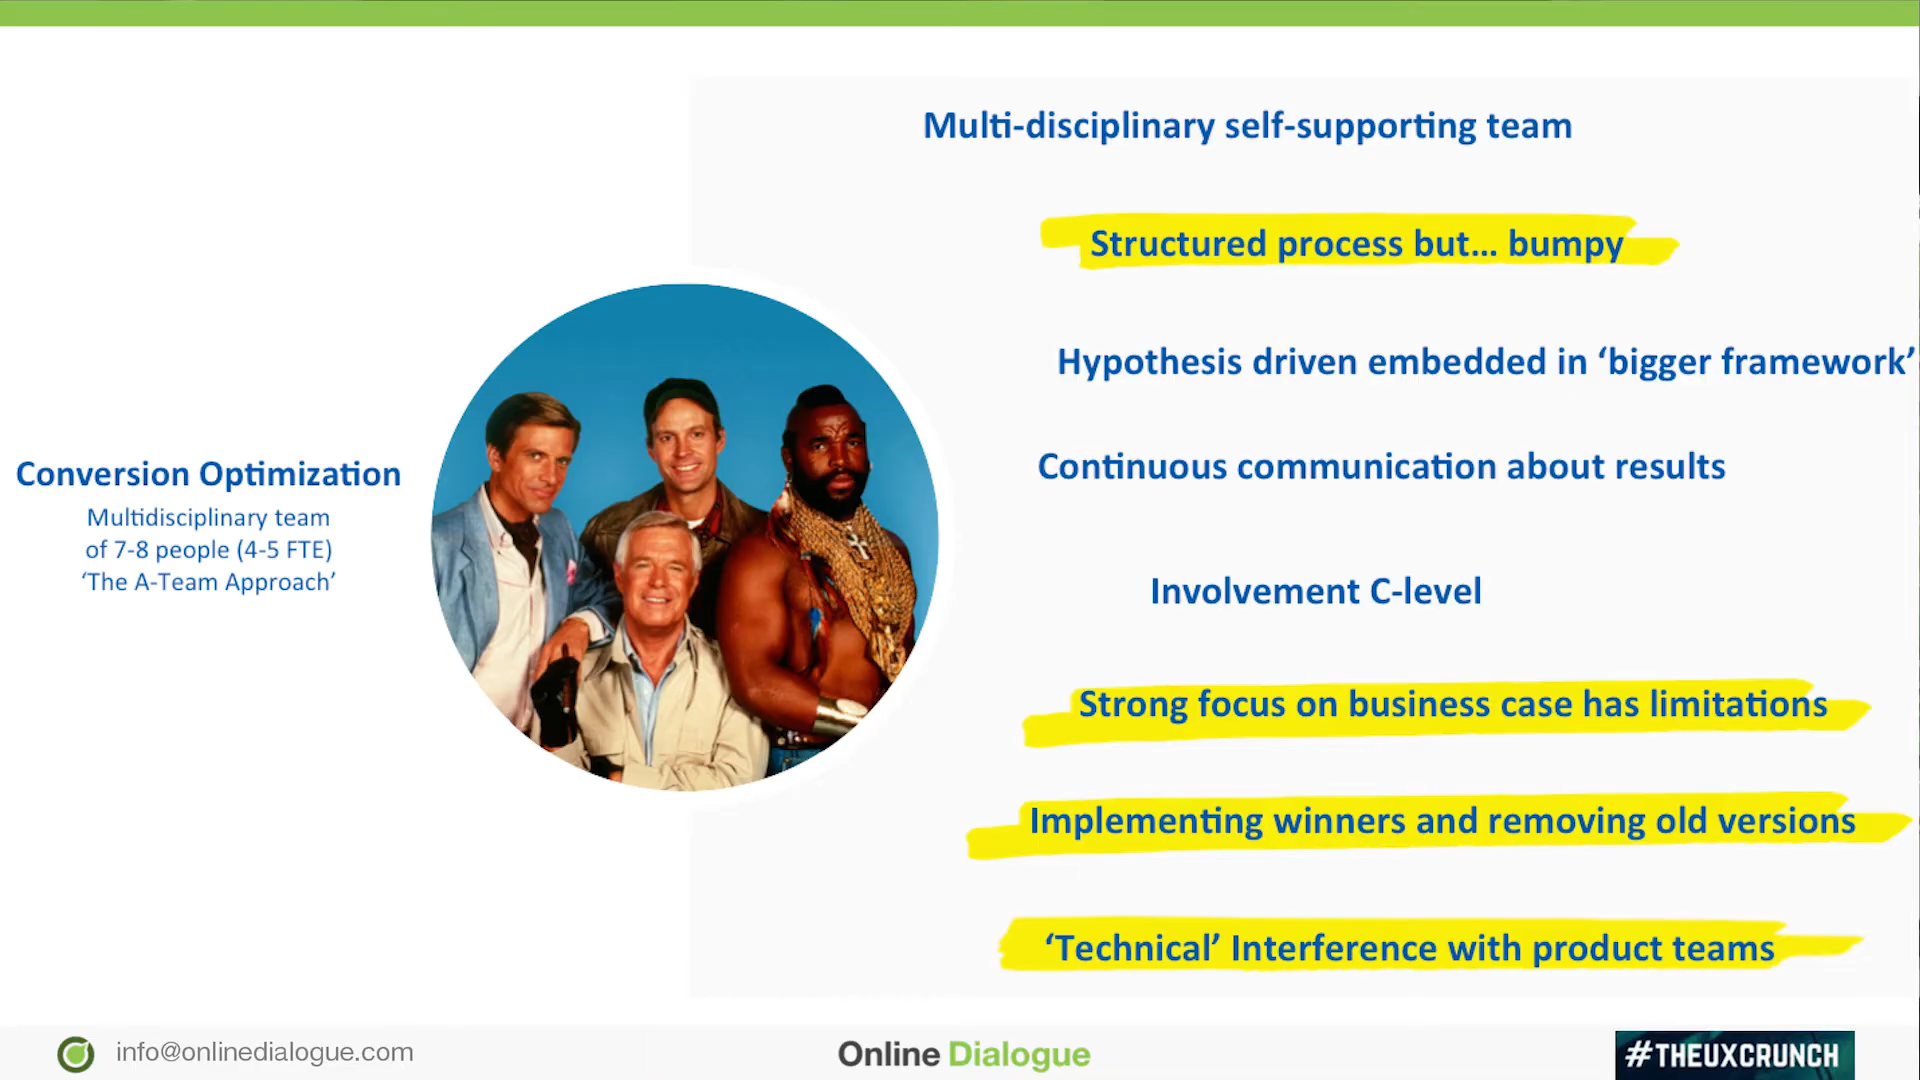 Multi-disciplinary self-supporting team
Structured process but... bumpy
Hypothesis driven embedded in ‘bigger framework’
Continuous communication about results
Involvement C-level
Strong focus on business case has limitations
Implementing winners and removing old versions
‘Technical’ Interference with product teams
Conversion Optimization
Multidisciplinary team
of 7-8 people (4-5 FTE)
‘The A-Team Approach’
info@onlinedialogue.com
Online Dialogue
#THEUXCRUNCH